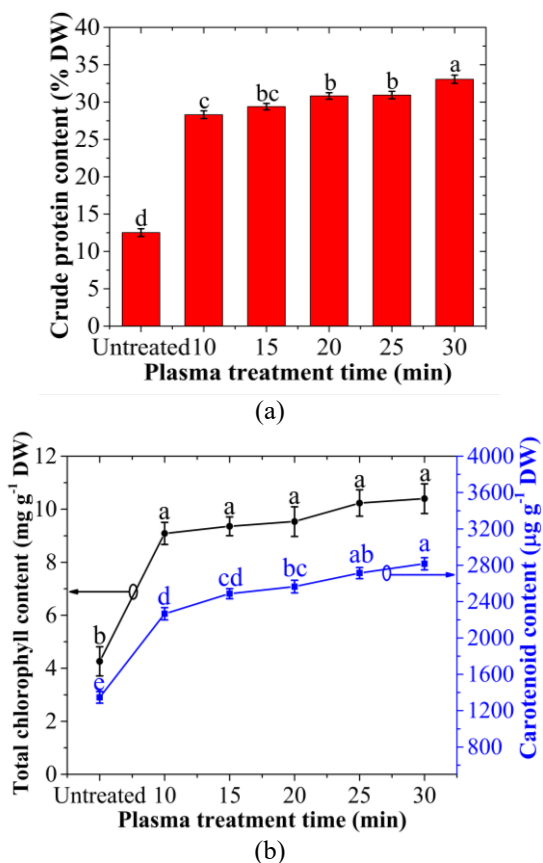 Crude protein content (% DW)
40
35
30
25
20
15
10
5
0
d
c
bc
b
b
a
Untreated 10 15 20 25 30
Plasma treatment time (min)
(a)
Total chlorophyll content (mg g-1 DW)
12
10
8
6
4
2
0
b
a
a
a
a
a
e
d
cd
bc
ab
a
4000
3600
3200
2800
2400
2000
1600
1200
800
Carotenoid content (μg g-1 DW)
Untreated 10 15 20 25 30
Plasma treatment time (min)
(b)